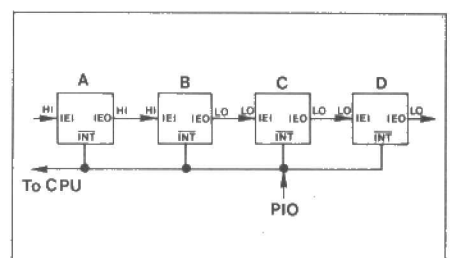 A B C D
HI IEI IEO HI HI IEI IEO LO LO IEI IEO LO LO IEI IEO LO
INT INT INT INT
To CPU
PIO